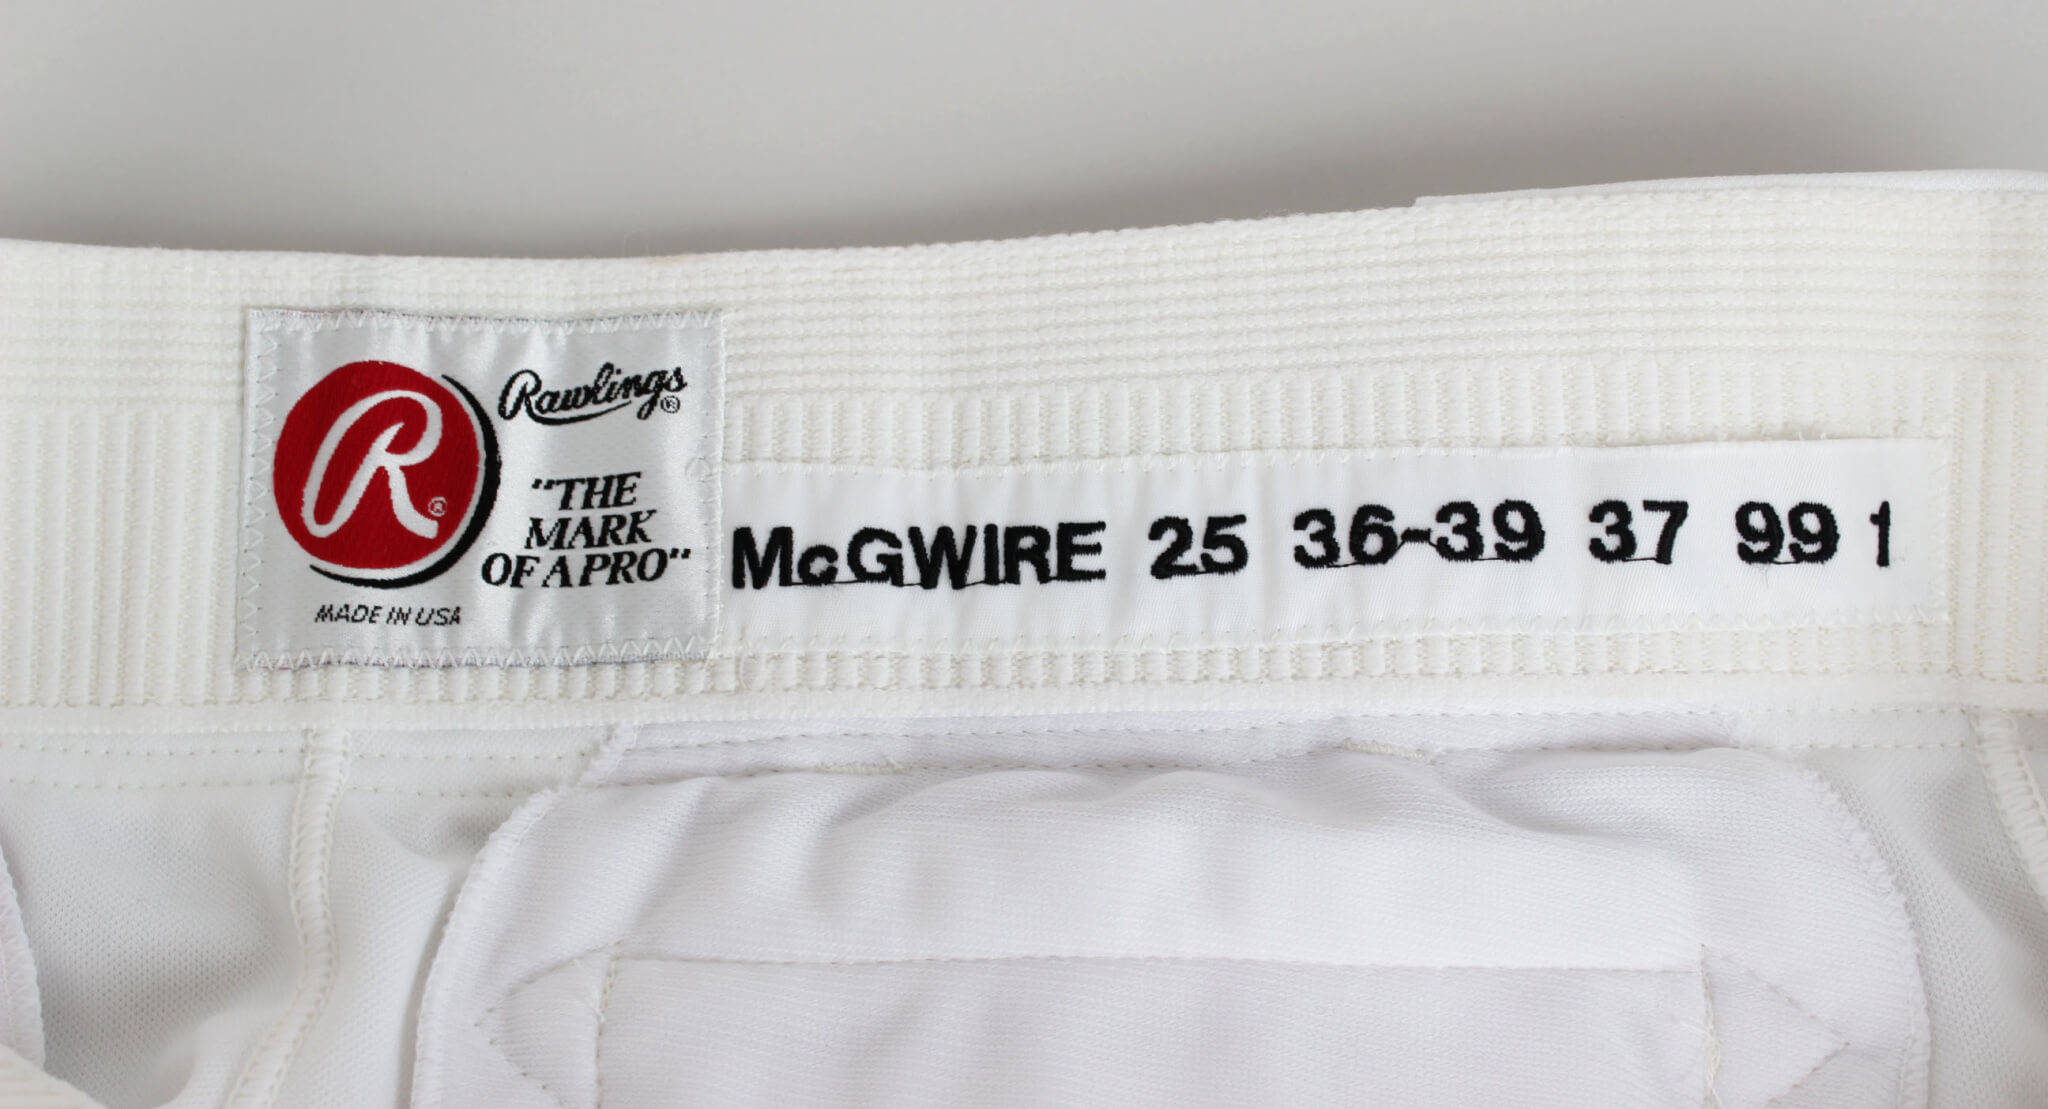 R®
Rawlings®
"THE
MARK
OF A PRO"
MADE IN USA
McGWIRE 25 36-39 37 99 1